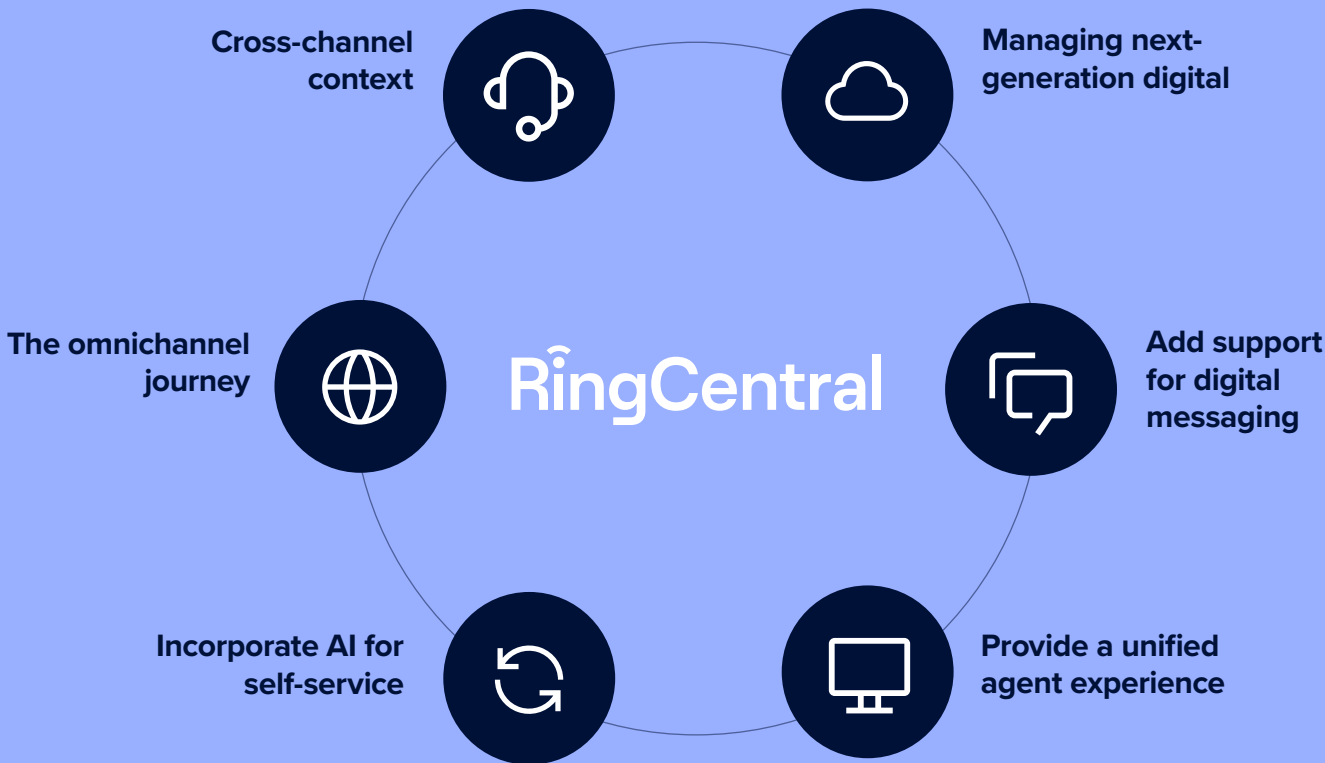 Cross-channel
context
Managing next-
generation digital
The omnichannel
journey
RingCentral
Add support
for digital
messaging
Incorporate AI for
self-service
Provide a unified
agent experience